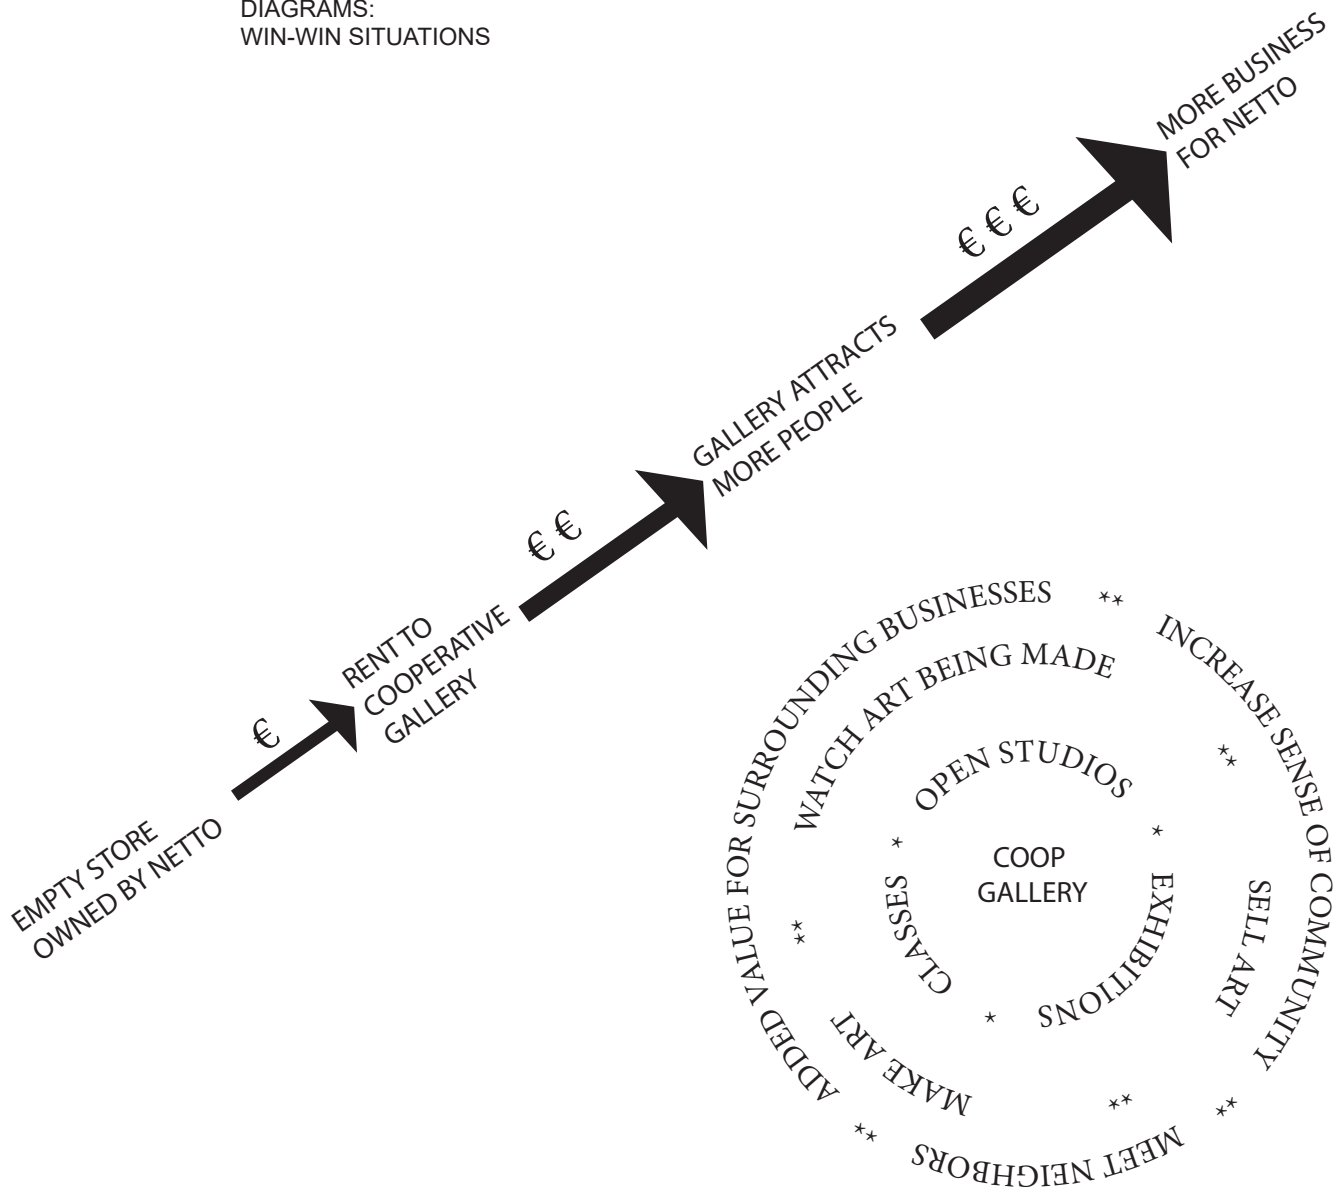 DIAGRAMS:
WIN-WIN SITUATIONS
EMPTY STORE
OWNED BY NETTO
€
RENT TO
COOPERATIVE
GALLERY
€ €
GALLERY ATTRACTS
MORE PEOPLE
€ € €
MORE BUSINESS
FOR NETTO
COOP
GALLERY
OPEN STUDIOS
*
EXHIBITIONS
*
CLASSES
*
WATCH ART BEING MADE
**
SELL ART
**
MAKE ART
**
ADDED VALUE FOR SURROUNDING BUSINESSES
**
INCREASE SENSE OF COMMUNITY
**
MEET NEIGHBORS
**